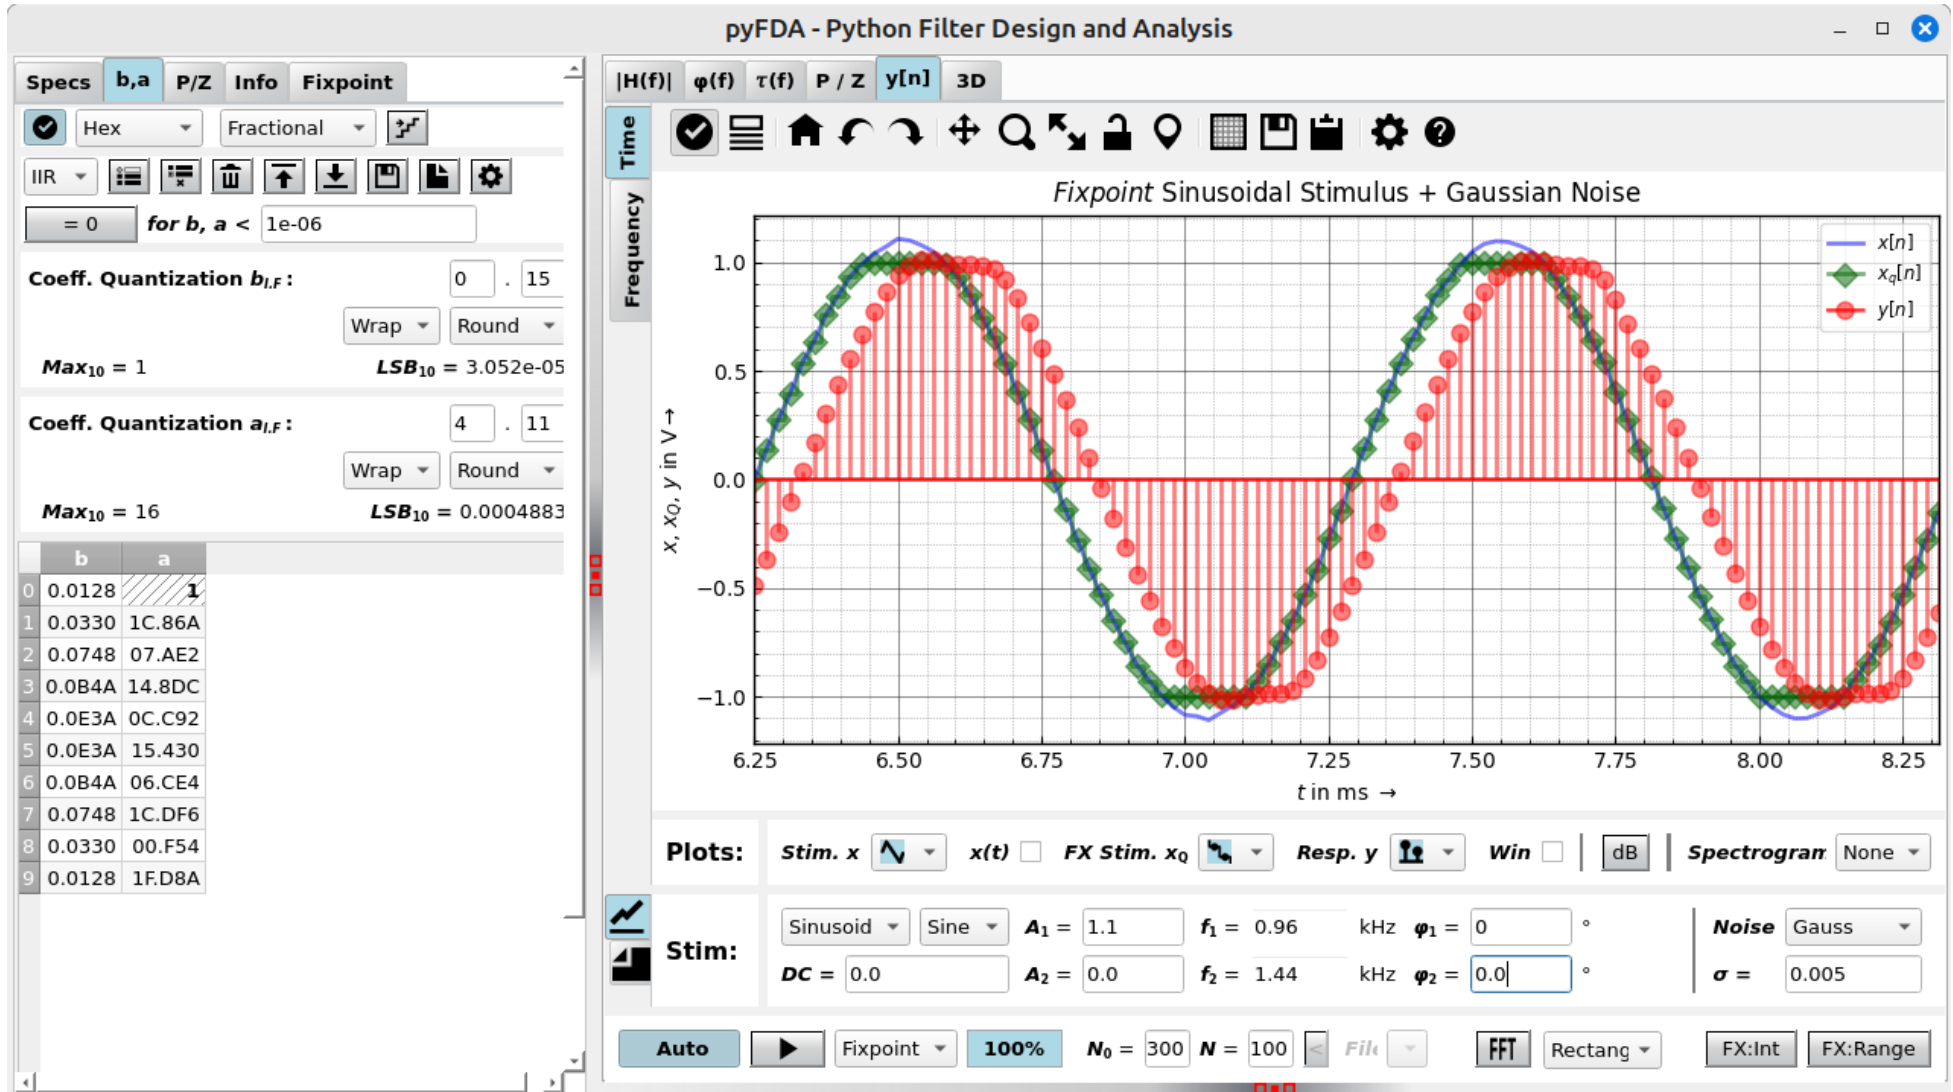 pyFDA - Python Filter Design and Analysis
Specs b,a P/Z Info Fixpoint
Hex Fractional
IIR
= 0 for b, a < 1e-06
Coeff. Quantization b_I.F : 0 . 15
Wrap Round
Max₁₀ = 1 LSB₁₀ = 3.052e-05
Coeff. Quantization a_I.F : 4 . 11
Wrap Round
Max₁₀ = 16 LSB₁₀ = 0.0004883
b a
0 0.0128 1
1 0.0330 1C.86A
2 0.0748 07.AE2
3 0.0B4A 14.8DC
4 0.0E3A 0C.C92
5 0.0E3A 15.430
6 0.0B4A 06.CE4
7 0.0748 1C.DF6
8 0.0330 00.F54
9 0.0128 1F.D8A
|H(f)| φ(f) τ(f) P / Z y[n] 3D
Time
Frequency
Fixpoint Sinusoidal Stimulus + Gaussian Noise
x[n]
x_q[n]
y[n]
x, x_Q, y in V →
1.0
0.5
0.0
−0.5
−1.0
6.25 6.50 6.75 7.00 7.25 7.50 7.75 8.00 8.25
t in ms →
Plots: Stim. x x(t) FX Stim. x_Q Resp. y Win dB Spectrogram None
Stim:
Sinusoid Sine A₁ = 1.1 f₁ = 0.96 kHz φ₁ = 0 ° Noise Gauss
DC = 0.0 A₂ = 0.0 f₂ = 1.44 kHz φ₂ = 0.0 ° σ = 0.005
Auto Fixpoint 100% N₀ = 300 N = 100 < File FFT Rectang FX:Int FX:Range